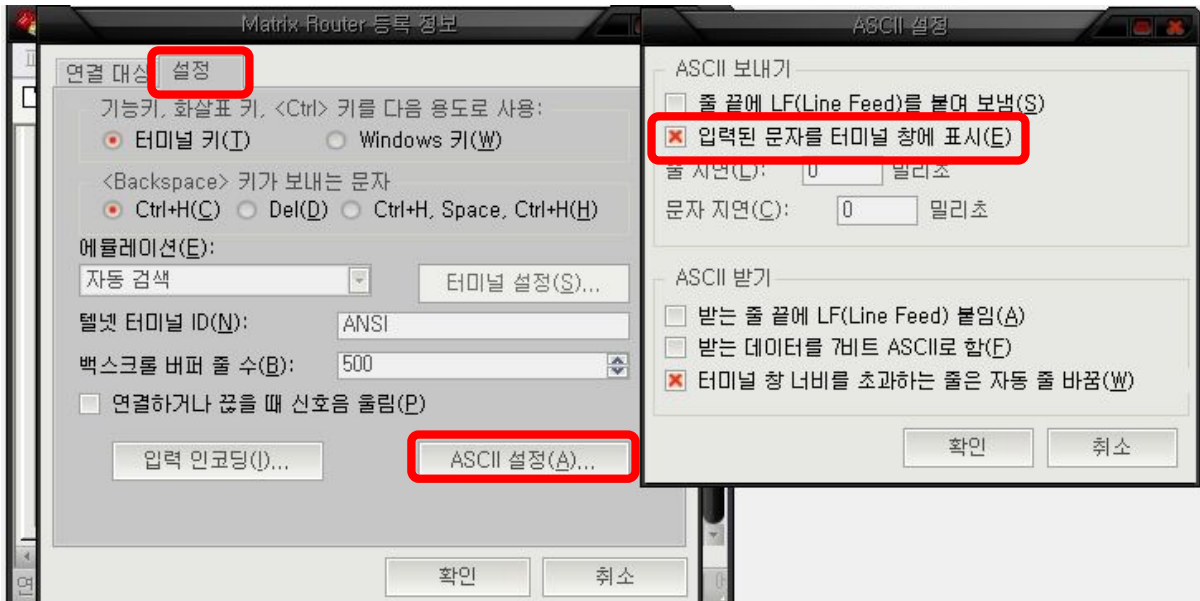 Matrix Router 등록 정보
연결 대상
설정
기능키, 화살표 키, <Ctrl> 키를 다음 용도로 사용:
터미널 키(T)
Windows 키(W)
<Backspace> 키가 보내는 문자
Ctrl+H(C)
Del(D)
Ctrl+H, Space, Ctrl+H(H)
에뮬레이션(E):
자동 검색
터미널 설정(S)...
텔넷 터미널 ID(N):
ANSI
백스크롤 버퍼 줄 수(B):
500
연결하거나 끊을 때 신호음 울림(P)
입력 인코딩(I)...
ASCII 설정(A)...
확인
취소
연
ASCII 설정
ASCII 보내기
줄 끝에 LF(Line Feed)를 붙여 보냄(S)
입력된 문자를 터미널 창에 표시(E)
줄 지연(L):
0
밀리초
문자 지연(C):
0
밀리초
ASCII 받기
받는 줄 끝에 LF(Line Feed) 붙임(A)
받는 데이터를 7비트 ASCII로 함(F)
터미널 창 너비를 초과하는 줄은 자동 줄 바꿈(W)
확인
취소